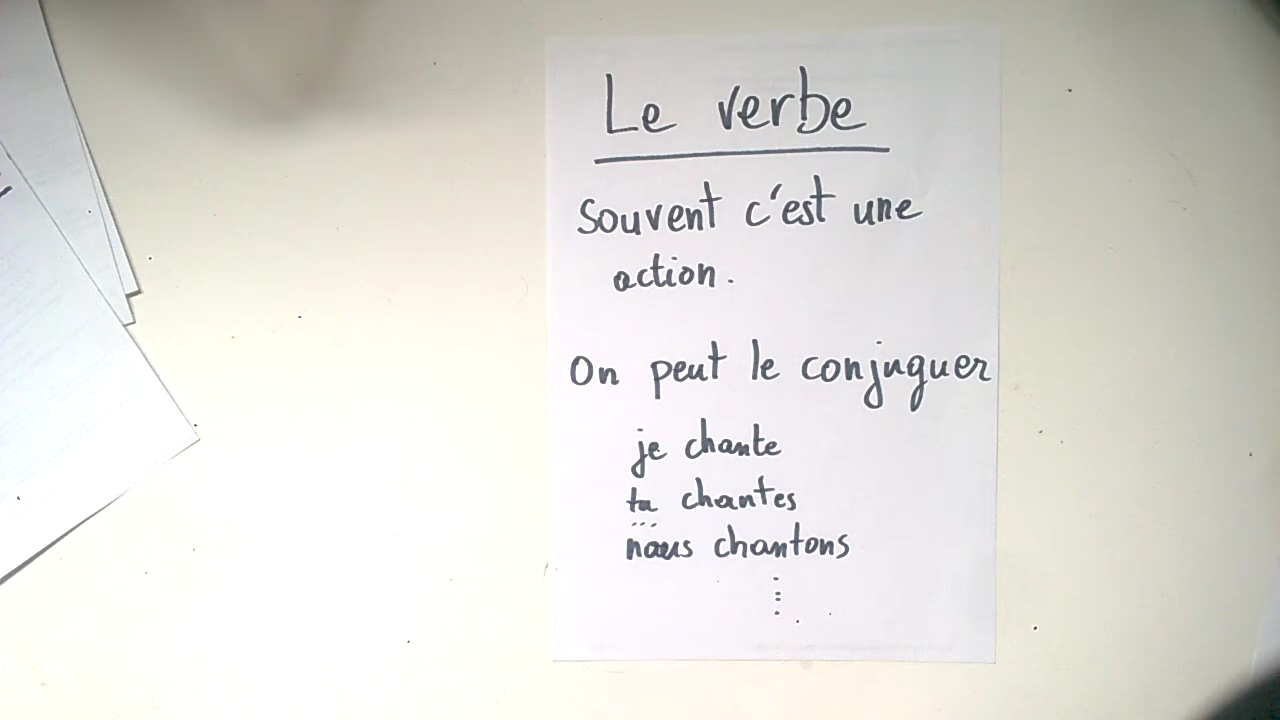 Le verbe
Souvent c'est une
action.
On peut le conjuguer
je chante
tu chantes
...
nous chantons